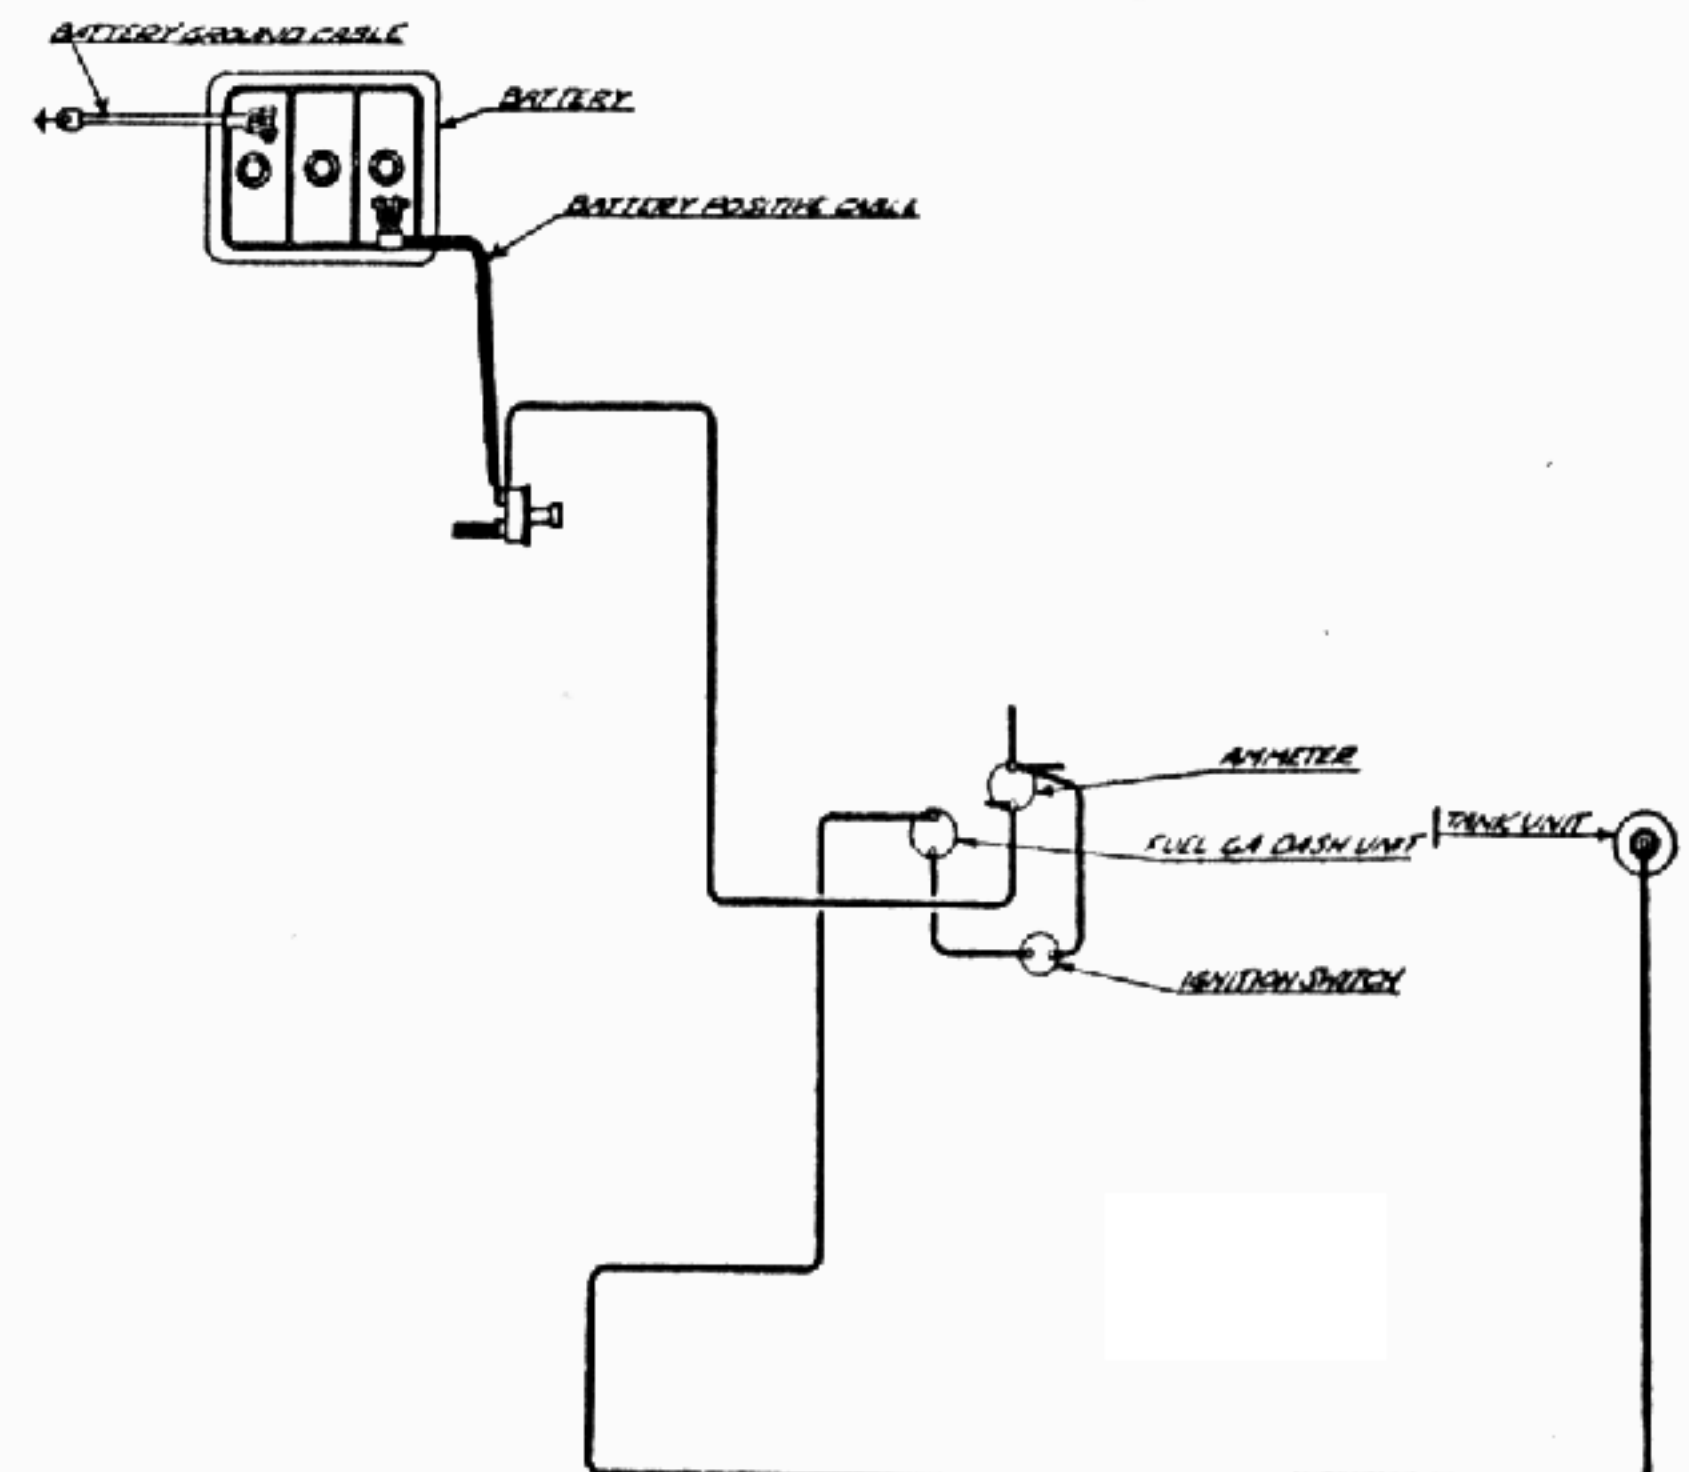 BATTERY GROUND CABLE
BATTERY
BATTERY POSITIVE CABLE
AMMETER
TANK UNIT
FUEL GA DASH UNIT
IGNITION SWITCH